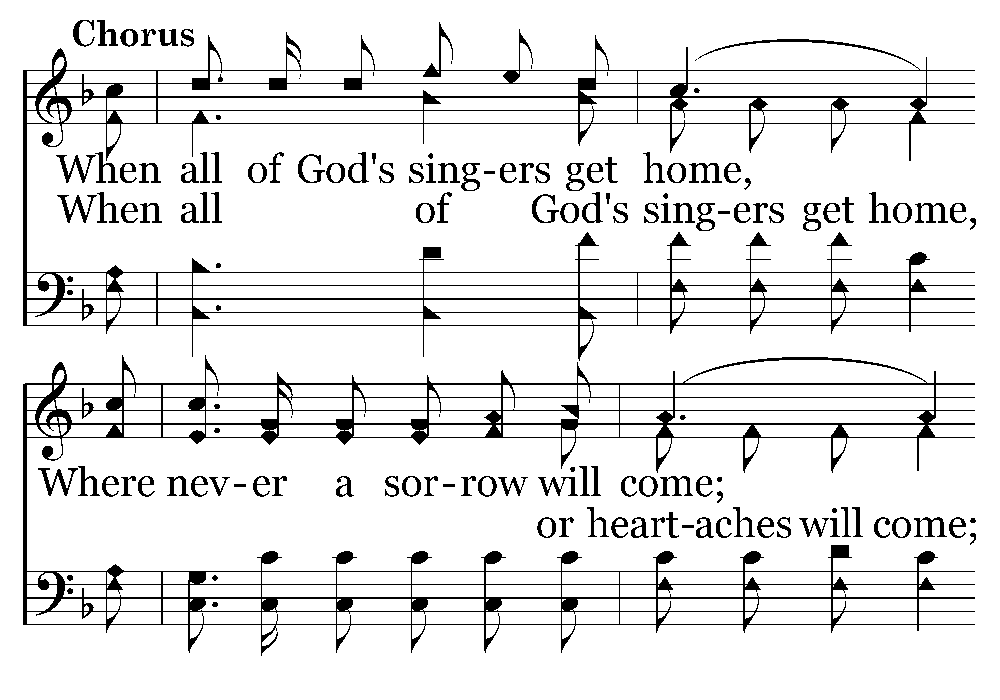 Chorus
When all of God's sing-ers get home,
When all of God's sing-ers get home,
Where nev-er a sor-row will come;
or heart-aches will come;